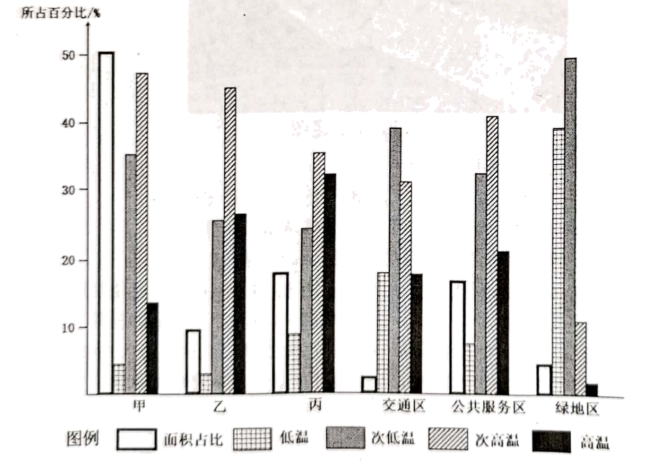 所占百分比/%
50
40
30
20
10
甲 乙 丙 交通区 公共服务区 绿地区
图例 面积占比 低温 次低温 次高温 高温